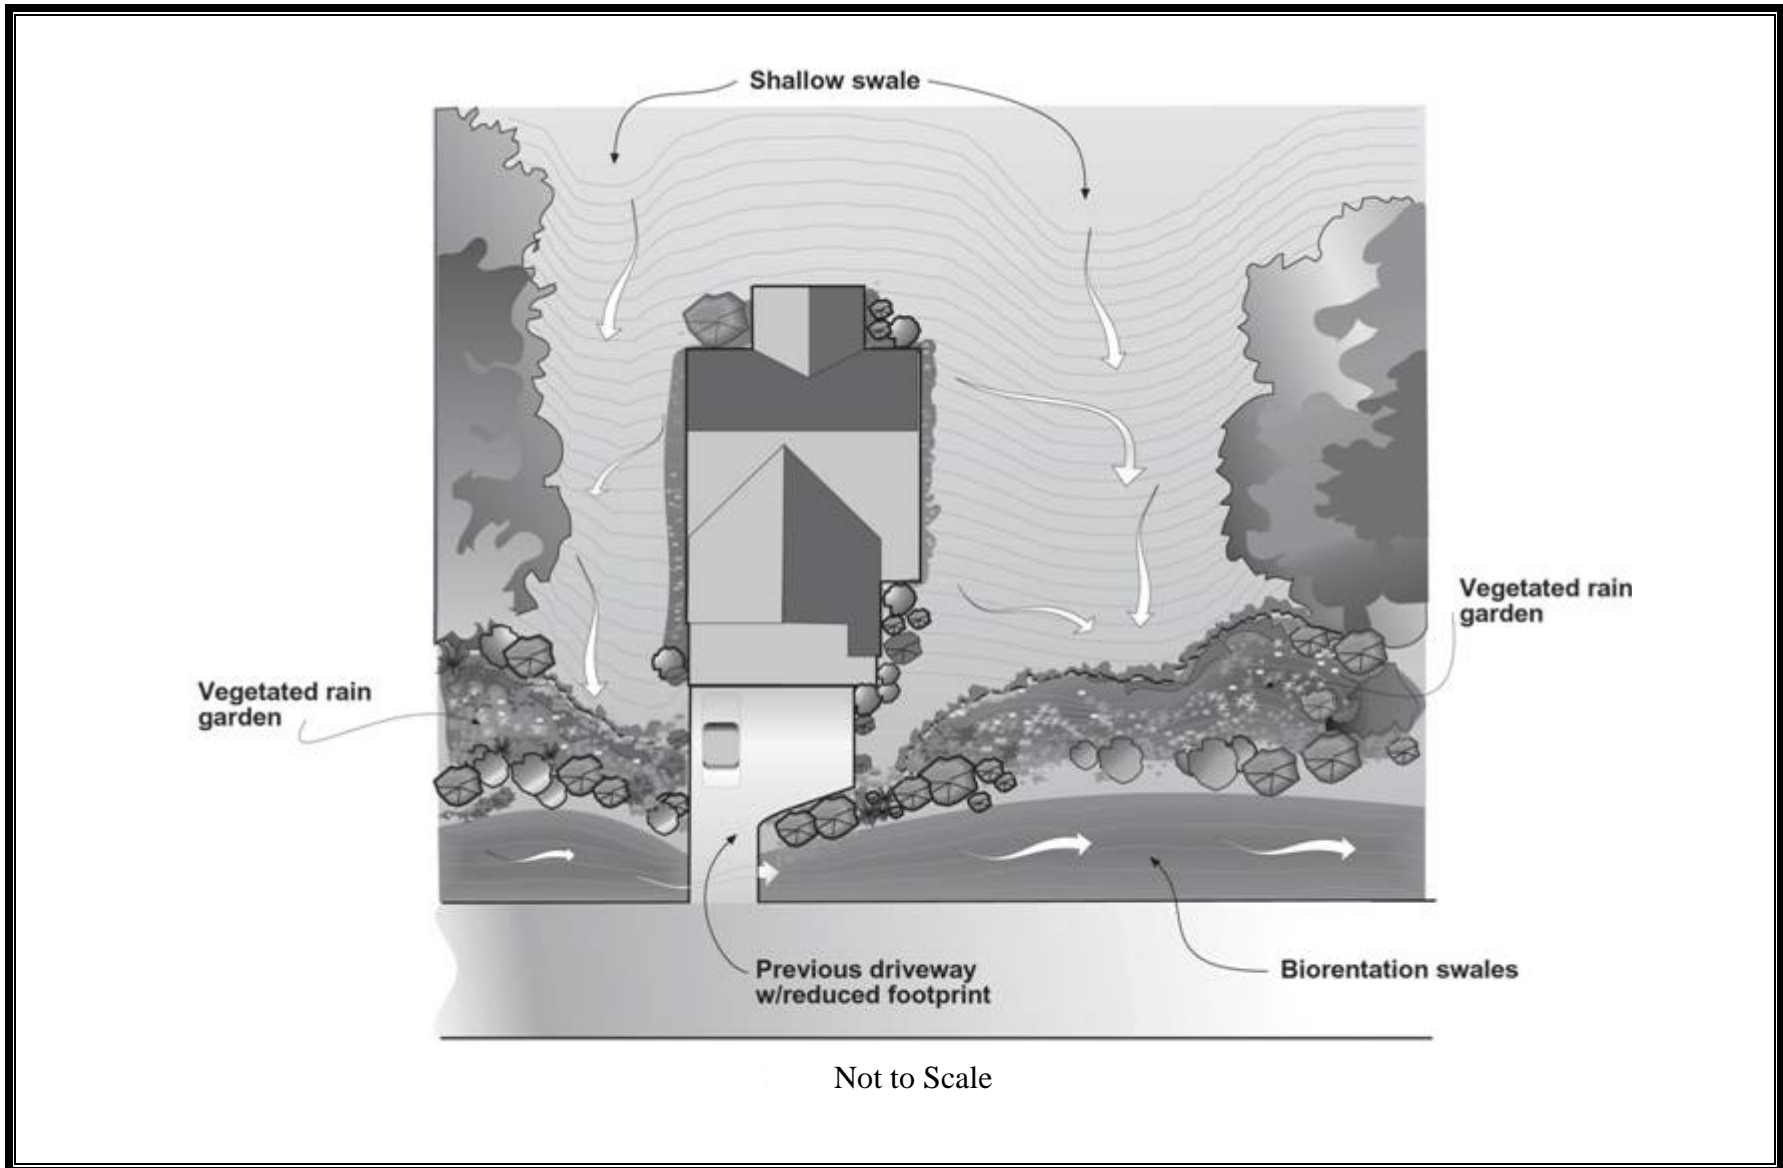 Shallow swale
Vegetated rain
garden
Vegetated rain
garden
Previous driveway
w/reduced footprint
Biorentation swales
Not to Scale